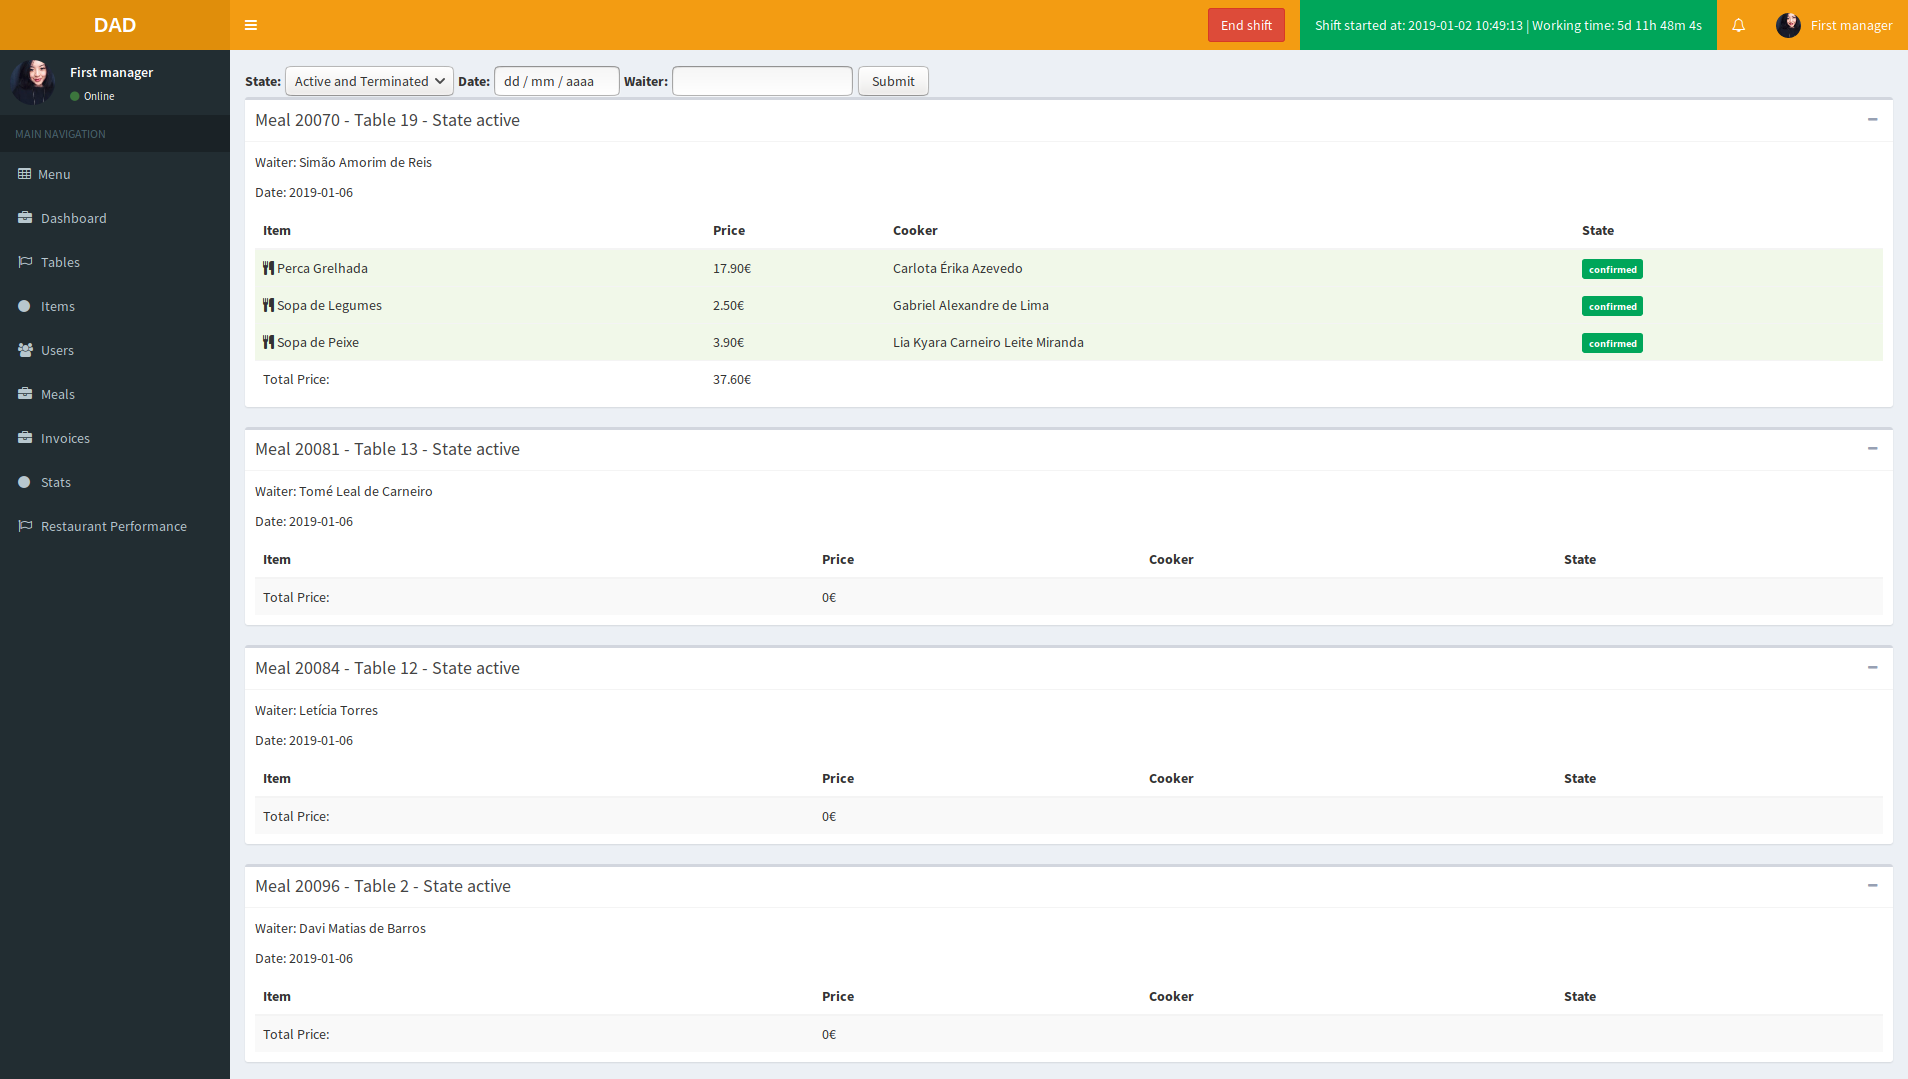 DAD
End shift
Shift started at: 2019-01-02 10:49:13 | Working time: 5d 11h 48m 4s
First manager
First manager
Online
MAIN NAVIGATION
Menu
Dashboard
Tables
Items
Users
Meals
Invoices
Stats
Restaurant Performance
State: Active and Terminated Date: dd / mm / aaaa Waiter: Submit
Meal 20070 - Table 19 - State active
Waiter: Simão Amorim de Reis
Date: 2019-01-06
Item Price Cooker State
Perca Grelhada 17.90€ Carlota Érika Azevedo confirmed
Sopa de Legumes 2.50€ Gabriel Alexandre de Lima confirmed
Sopa de Peixe 3.90€ Lia Kyara Carneiro Leite Miranda confirmed
Total Price: 37.60€
Meal 20081 - Table 13 - State active
Waiter: Tomé Leal de Carneiro
Date: 2019-01-06
Item Price Cooker State
Total Price: 0€
Meal 20084 - Table 12 - State active
Waiter: Letícia Torres
Date: 2019-01-06
Item Price Cooker State
Total Price: 0€
Meal 20096 - Table 2 - State active
Waiter: Davi Matias de Barros
Date: 2019-01-06
Item Price Cooker State
Total Price: 0€